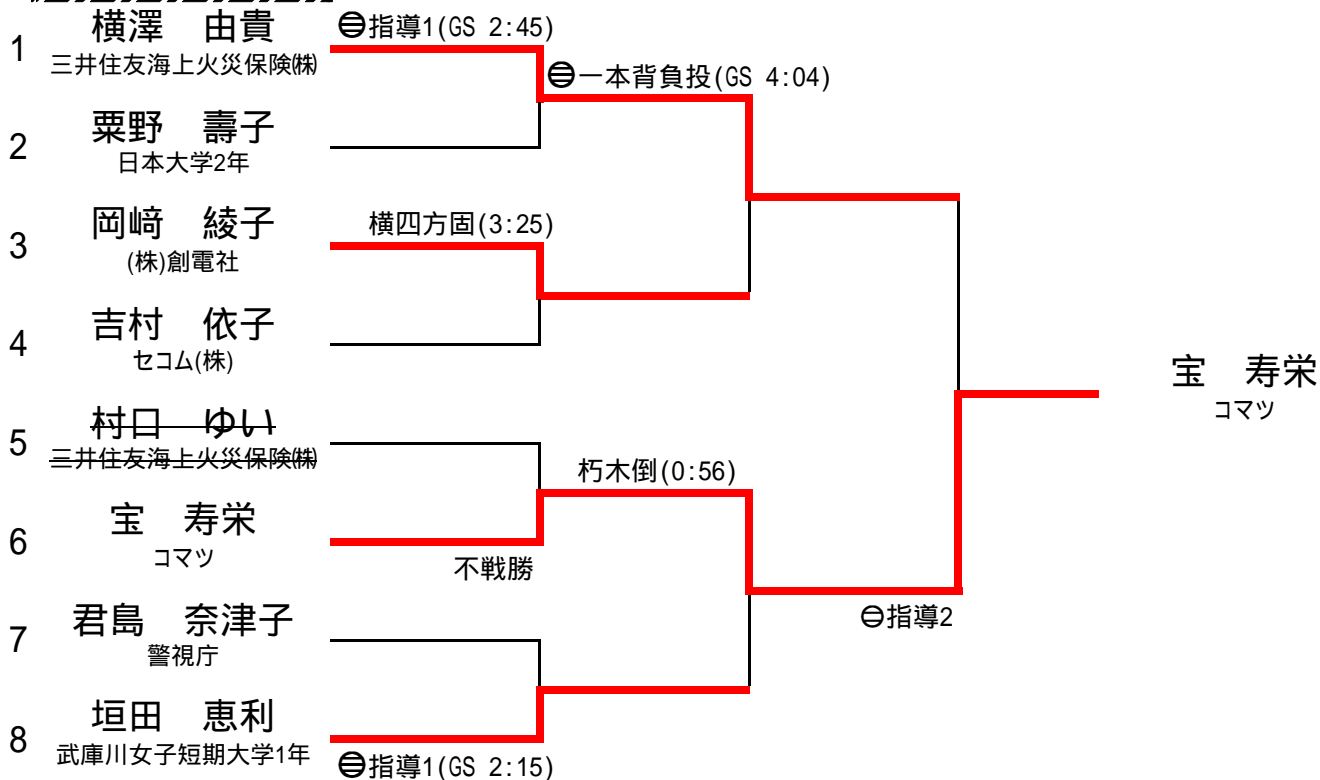 1 横澤　由貴
三井住友海上火災保険㈱
⊖指導1(GS 2:45)
⊖一本背負投(GS 4:04)
2 粟野　壽子
日本大学2年
3 岡﨑　綾子
(株)創電社
横四方固(3:25)
4 吉村　依子
セコム(株)
5 村口　ゆい
三井住友海上火災保険㈱
朽木倒(0:56)
6 宝　寿栄
コマツ
不戦勝
7 君島　奈津子
警視庁
⊖指導2
8 垣田　恵利
武庫川女子短期大学1年
⊖指導1(GS 2:15)
宝　寿栄
コマツ